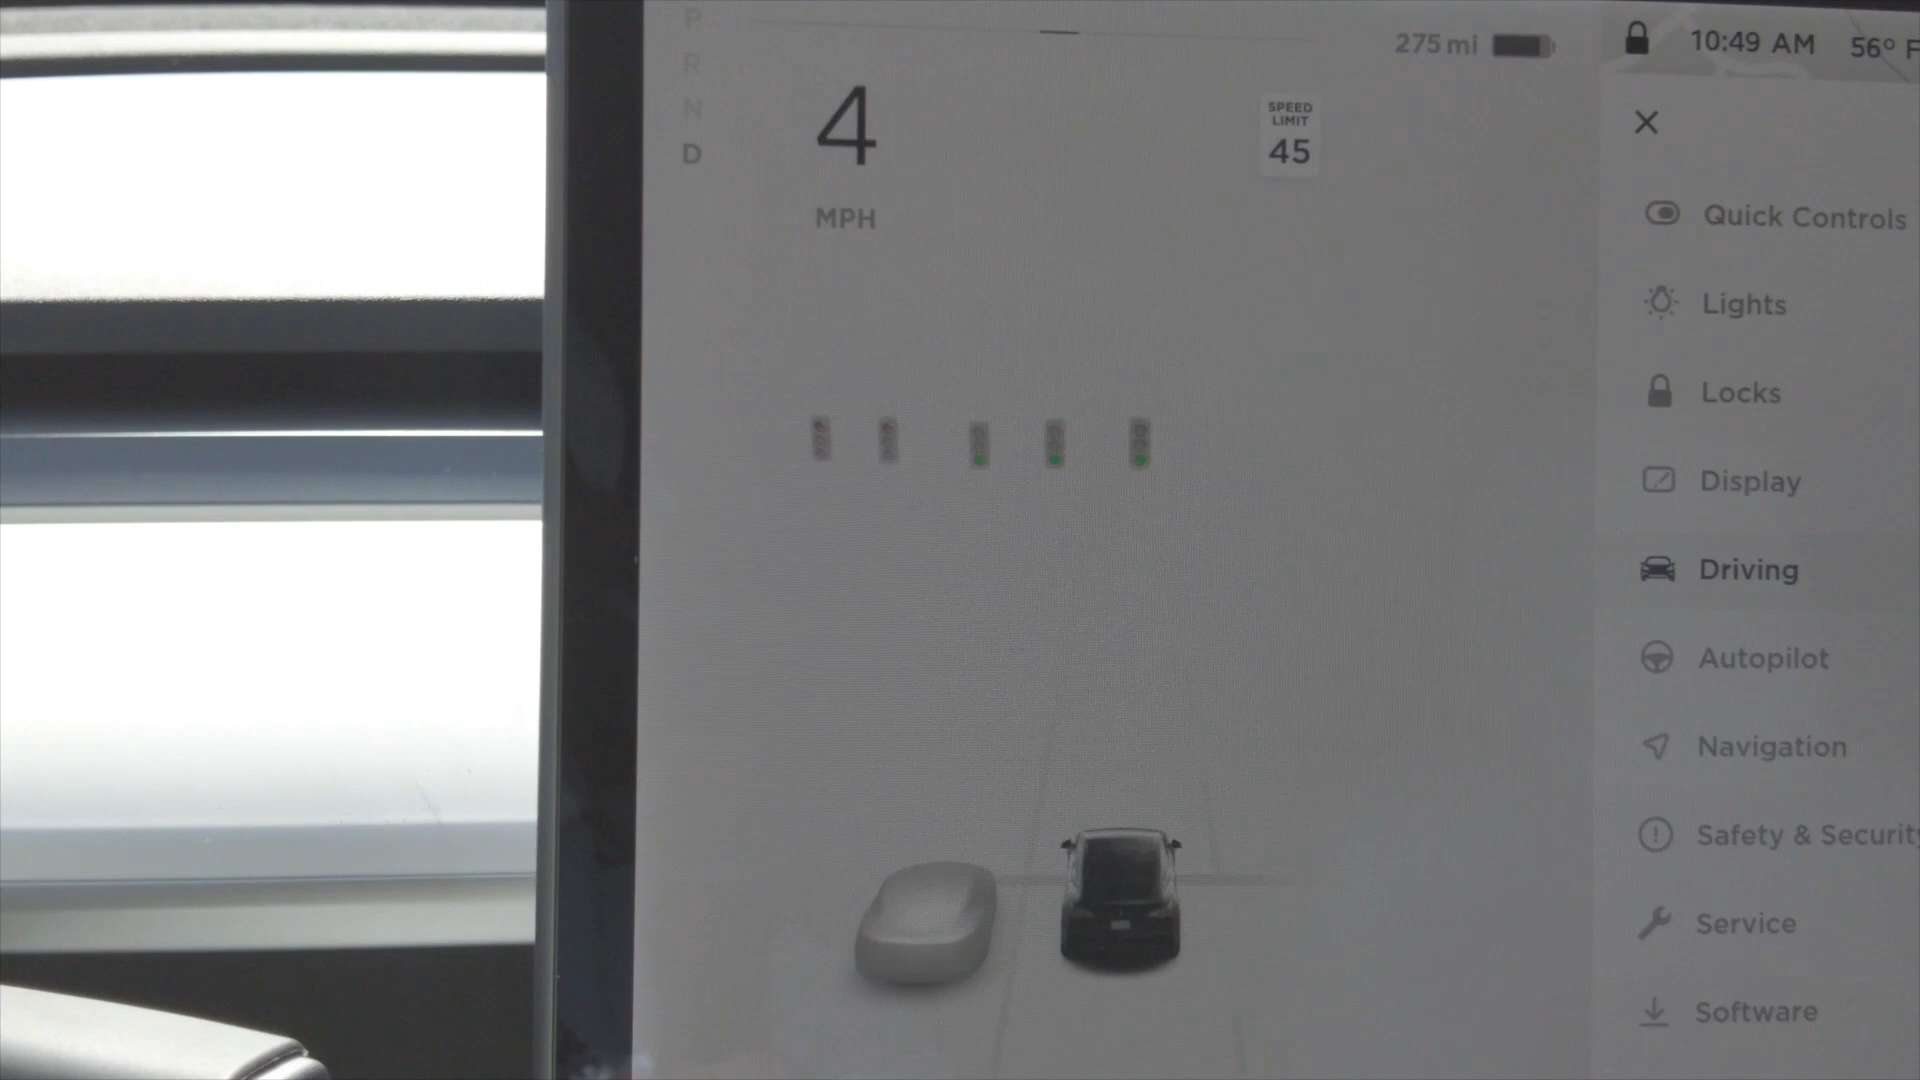 P
R
N
D
4
MPH
SPEED
LIMIT
45
275 mi
10:49 AM
56° F
Quick Controls
Lights
Locks
Display
Driving
Autopilot
Navigation
Safety & Security
Service
Software